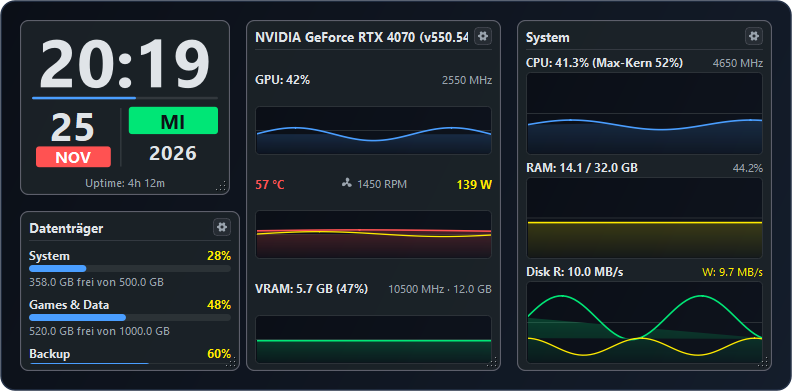 20:19
25
NOV
MI
2026
Uptime: 4h 12m
Datenträger
System 28%
358.0 GB frei von 500.0 GB
Games & Data 48%
520.0 GB frei von 1000.0 GB
Backup 60%
NVIDIA GeForce RTX 4070 (v550.54
GPU: 42% 2550 MHz
57 °C 1450 RPM 139 W
VRAM: 5.7 GB (47%) 10500 MHz · 12.0 GB
System
CPU: 41.3% (Max-Kern 52%) 4650 MHz
RAM: 14.1 / 32.0 GB 44.2%
Disk R: 10.0 MB/s W: 9.7 MB/s